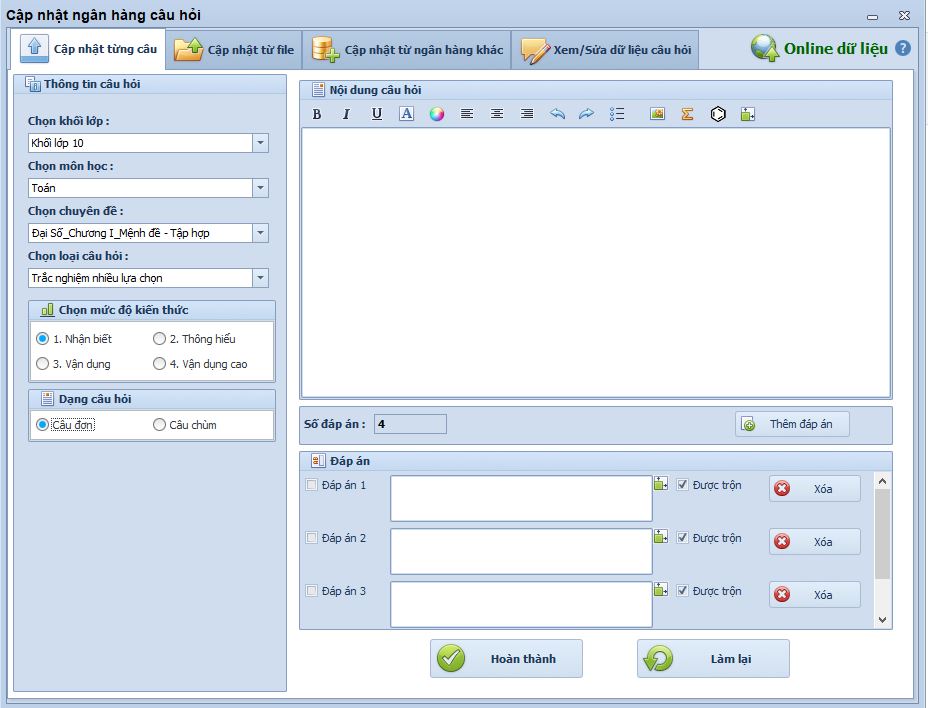 Cập nhật ngân hàng câu hỏi
Cập nhật từng câu
Cập nhật từ file
Cập nhật từ ngân hàng khác
Xem/Sửa dữ liệu câu hỏi
Online dữ liệu ?
Thông tin câu hỏi
Chọn khối lớp :
Khối lớp 10
Chọn môn học :
Toán
Chọn chuyên đề :
Đại Số_Chương I_Mệnh đề - Tập hợp
Chọn loại câu hỏi :
Trắc nghiệm nhiều lựa chọn
Chọn mức độ kiến thức
1. Nhận biết
2. Thông hiểu
3. Vận dụng
4. Vận dụng cao
Dạng câu hỏi
Câu đơn
Câu chùm
Nội dung câu hỏi
B I U A Σ
Số đáp án : 4
Thêm đáp án
Đáp án
Đáp án 1 Được trộn Xóa
Đáp án 2 Được trộn Xóa
Đáp án 3 Được trộn Xóa
Hoàn thành
Làm lại